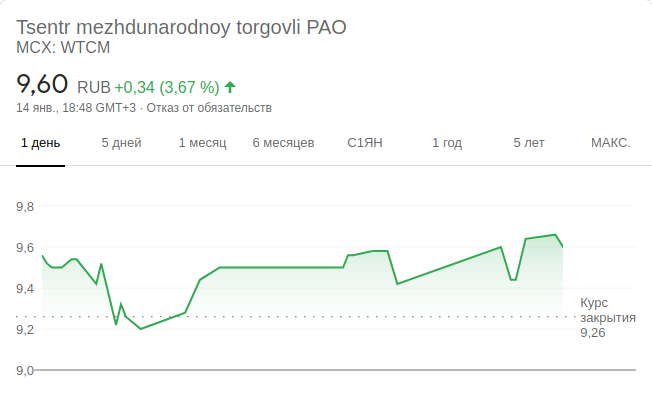 Tsentr mezhdunarodnoy torgovli PAO
MCX: WTCM
9,60 RUB +0,34 (3,67 %)
14 янв., 18:48 GMT+3 · Отказ от обязательств
1 день 5 дней 1 месяц 6 месяцев С1ЯН 1 год 5 лет МАКС.
9,8
9,6
9,4
Курс
закрытия
9,26
9,2
9,0